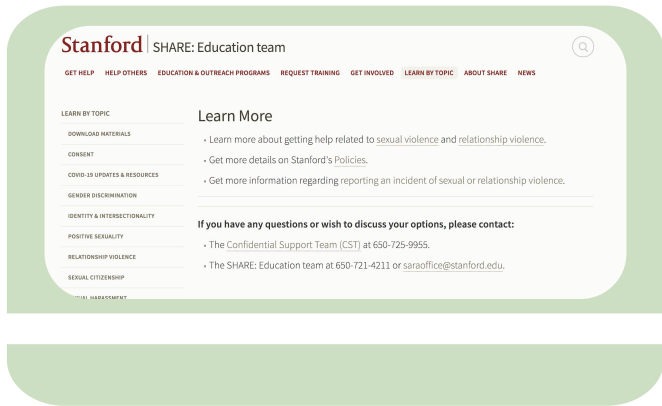 Stanford | SHARE: Education team
GET HELP HELP OTHERS EDUCATION & OUTREACH PROGRAMS REQUEST TRAINING GET INVOLVED LEARN BY TOPIC ABOUT SHARE NEWS
LEARN BY TOPIC
DOWNLOAD MATERIALS
CONSENT
COVID-19 UPDATES & RESOURCES
GENDER DISCRIMINATION
IDENTITY & INTERSECTIONALITY
POSITIVE SEXUALITY
RELATIONSHIP VIOLENCE
SEXUAL CITIZENSHIP
Learn More
• Learn more about getting help related to sexual violence and relationship violence.
• Get more details on Stanford's Policies.
• Get more information regarding reporting an incident of sexual or relationship violence.
If you have any questions or wish to discuss your options, please contact:
• The Confidential Support Team (CST) at 650-725-9955.
• The SHARE: Education team at 650-721-4211 or saraoffice@stanford.edu.